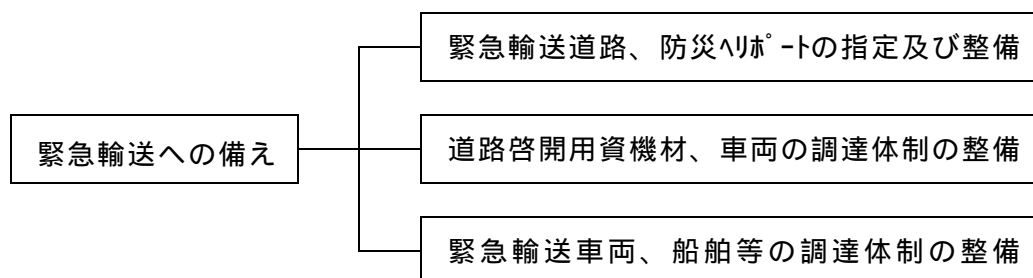 緊急輸送道路、防災ﾍﾘﾎﾟｰﾄの指定及び整備
緊急輸送への備え
道路啓開用資機材、車両の調達体制の整備
緊急輸送車両、船舶等の調達体制の整備